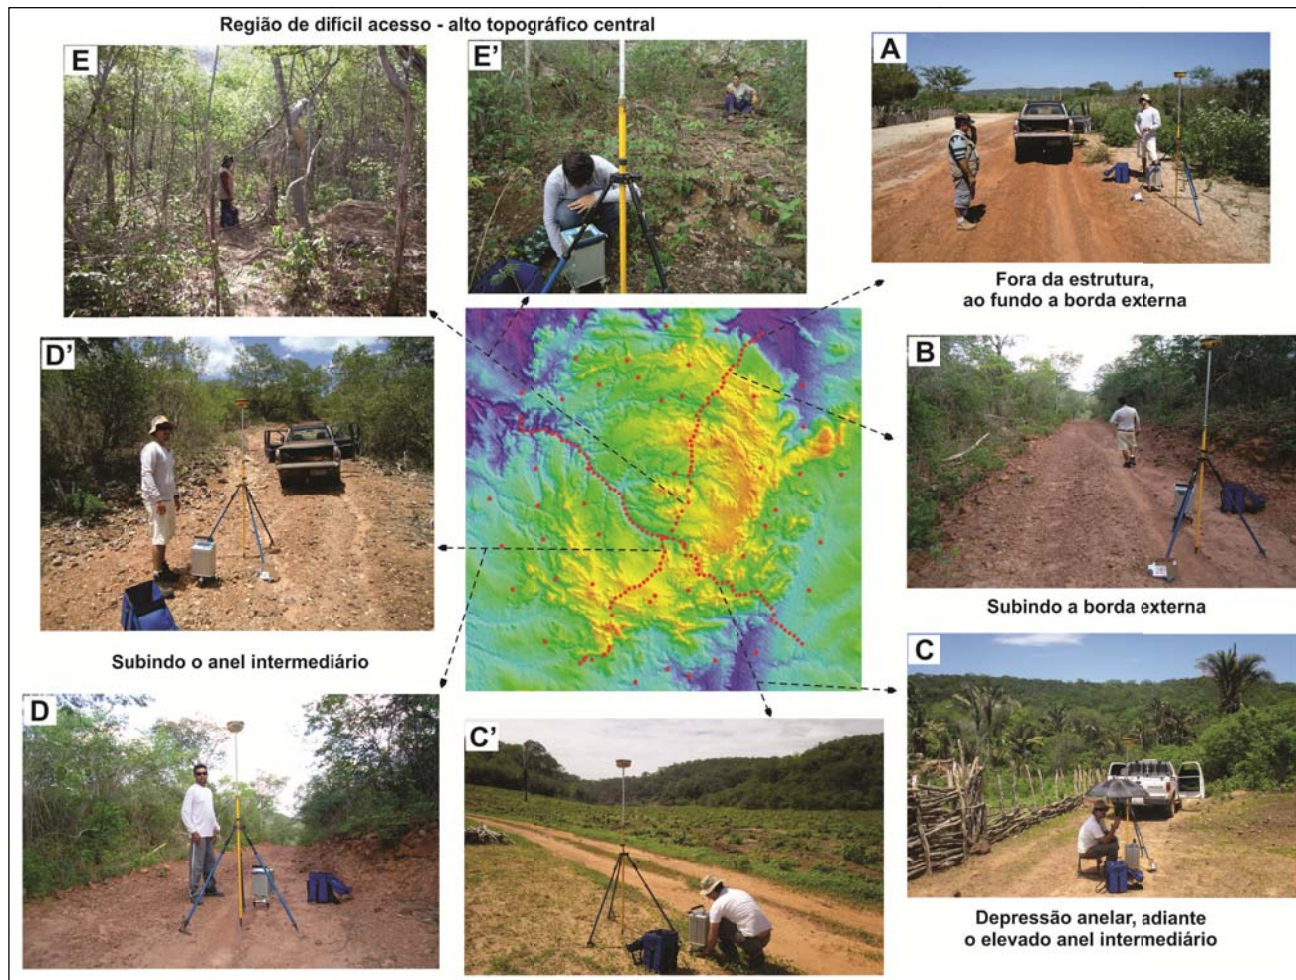 Região de difícil acesso - alto topográfico central
E
E'
A
Fora da estrutura,
ao fundo a borda externa
D'
B
Subindo a borda externa
Subindo o anel intermediário
C
D
C'
Depressão anelar, adiante
o elevado anel intermediário